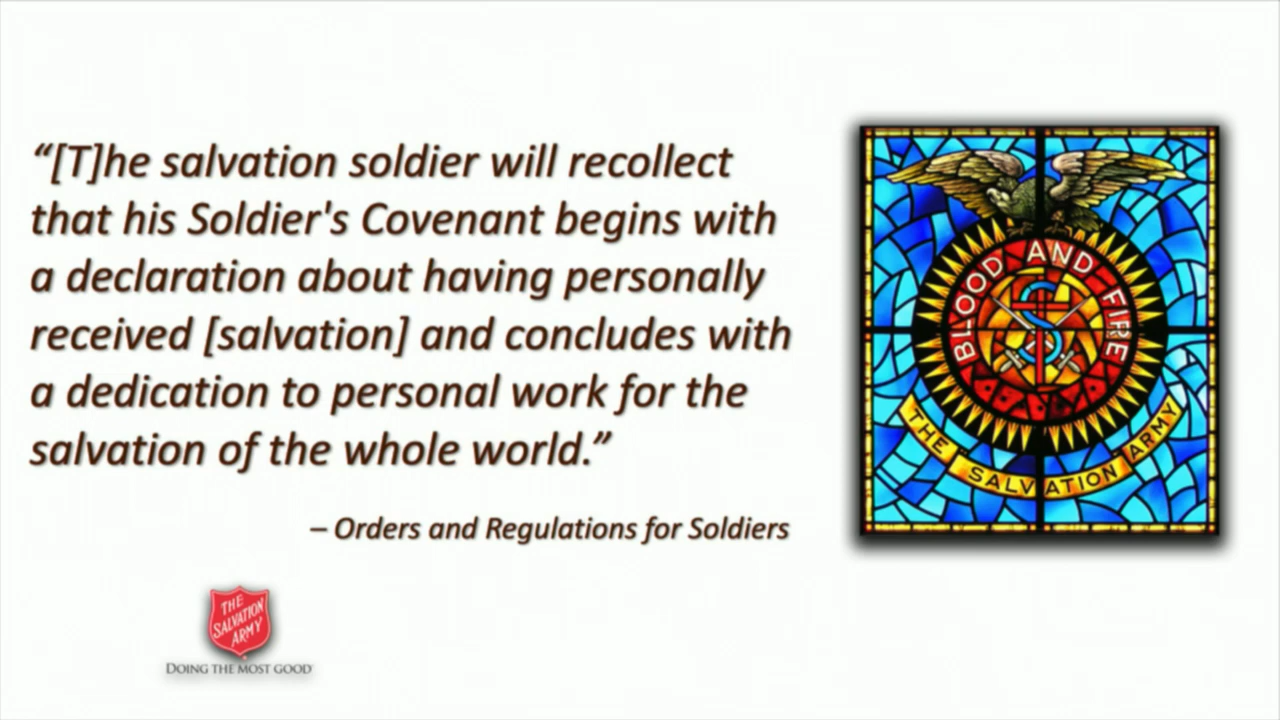 “[T]he salvation soldier will recollect
that his Soldier's Covenant begins with
a declaration about having personally
received [salvation] and concludes with
a dedication to personal work for the
salvation of the whole world.”
– Orders and Regulations for Soldiers
BLOOD AND FIRE
THE SALVATION ARMY
THE
SALVATION
ARMY
DOING THE MOST GOOD